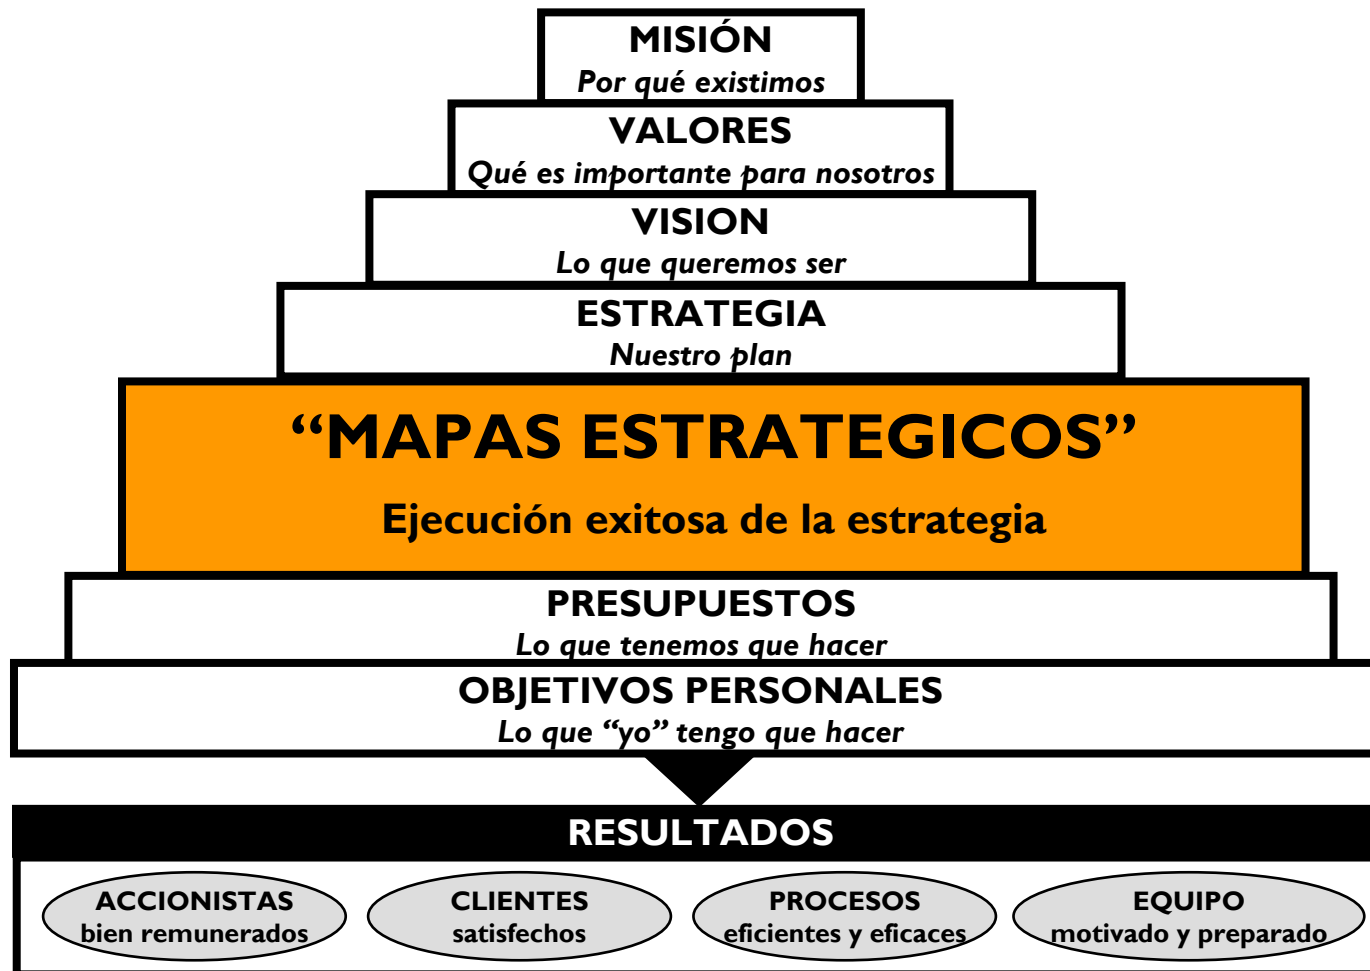 MISIÓN
Por qué existimos
VALORES
Qué es importante para nosotros
VISION
Lo que queremos ser
ESTRATEGIA
Nuestro plan
“MAPAS ESTRATEGICOS”
Ejecución exitosa de la estrategia
PRESUPUESTOS
Lo que tenemos que hacer
OBJETIVOS PERSONALES
Lo que “yo” tengo que hacer
RESULTADOS
ACCIONISTAS
bien remunerados
CLIENTES
satisfechos
PROCESOS
eficientes y eficaces
EQUIPO
motivado y preparado